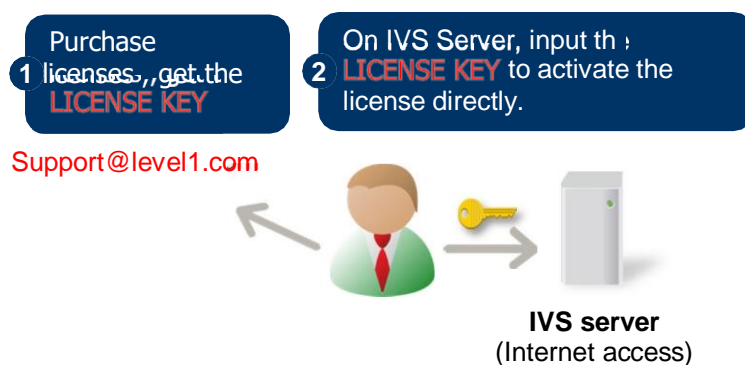 Purchase
1 licenses, get the
LICENSE KEY
2
On IVS Server, input the
LICENSE KEY to activate the
license directly.
Support@level1.com
IVS server
(Internet access)